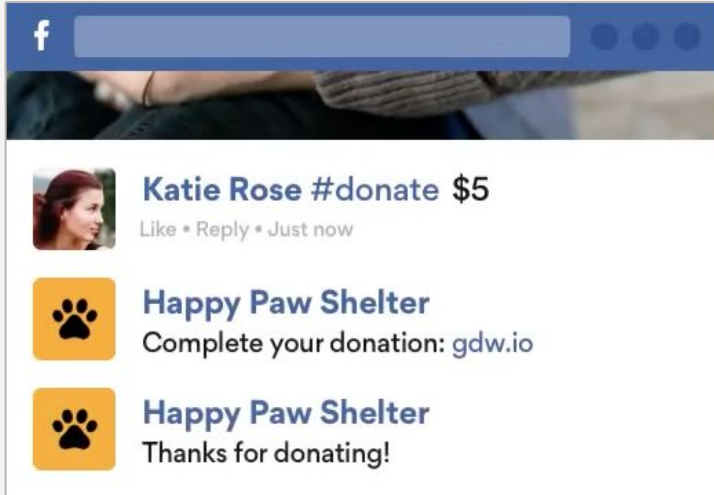 f
Katie Rose #donate $5
Like • Reply • Just now
Happy Paw Shelter
Complete your donation: gdw.io
Happy Paw Shelter
Thanks for donating!